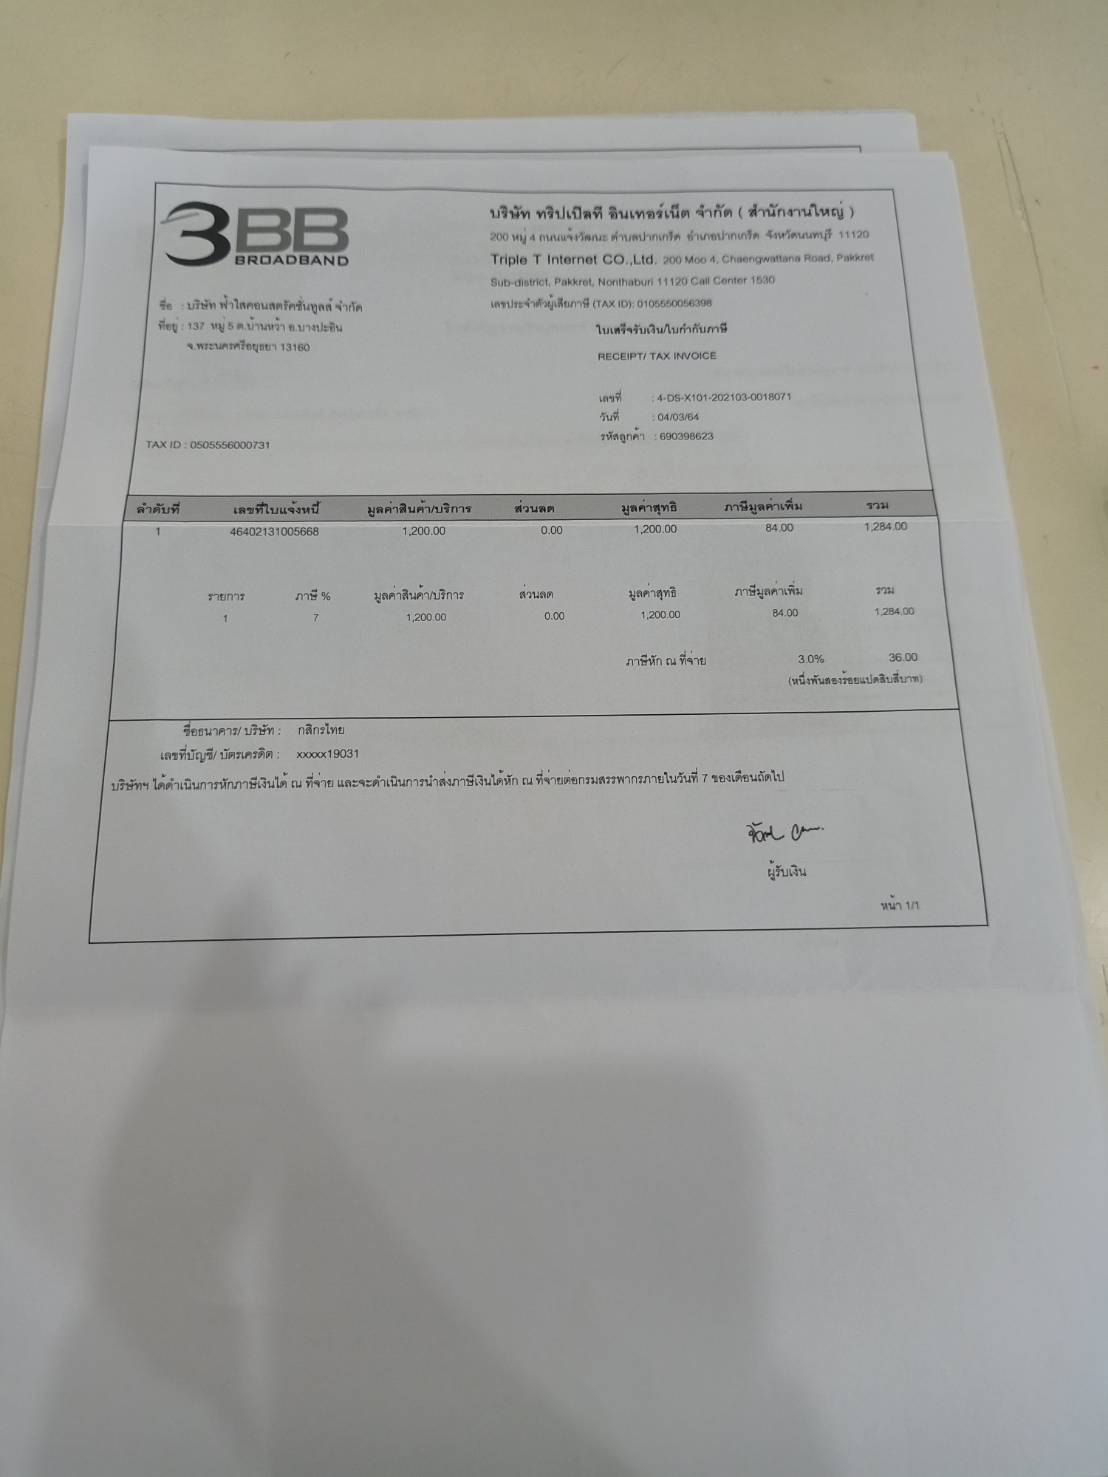 3BB
BROADBAND
บริษัท ทริปเปิลที อินเทอร์เน็ต จำกัด ( สำนักงานใหญ่ )
200 หมู่ 4 ถนนแจ้งวัฒนะ ตำบลปากเกร็ด อำเภอปากเกร็ด จังหวัดนนทบุรี 11120
Triple T Internet CO.,Ltd. 200 Moo 4, Chaengwattana Road, Pakkret
Sub-district, Pakkret, Nonthaburi 11120 Call Center 1530
เลขประจำตัวผู้เสียภาษี (TAX ID): 0105550056398
ชื่อ : บริษัท ฟ้าใสคอนสตรัคชั่นทูลส์ จำกัด
ที่อยู่ : 137 หมู่ 5 ต.บ้านหว้า อ.บางปะอิน
จ.พระนครศรีอยุธยา 13160
ใบเสร็จรับเงิน/ใบกำกับภาษี
RECEIPT/ TAX INVOICE
เลขที่ : 4-DS-X101-202103-0018071
วันที่ : 04/03/64
รหัสลูกค้า : 690398623
TAX ID : 0505556000731
ลำดับที่ เลขที่ใบแจ้งหนี้ มูลค่าสินค้า/บริการ ส่วนลด มูลค่าสุทธิ ภาษีมูลค่าเพิ่ม รวม
1 46402131005668 1,200.00 0.00 1,200.00 84.00 1,284.00
รายการ ภาษี % มูลค่าสินค้า/บริการ ส่วนลด มูลค่าสุทธิ ภาษีมูลค่าเพิ่ม รวม
1 7 1,200.00 0.00 1,200.00 84.00 1,284.00
ภาษีหัก ณ ที่จ่าย 3.0% 36.00
(หนึ่งพันสองร้อยแปดสิบสี่บาท)
ชื่อธนาคาร/ บริษัท : กสิกรไทย
เลขที่บัญชี/ บัตรเครดิต : xxxxx19031
บริษัทฯ ได้ดำเนินการหักภาษีเงินได้ ณ ที่จ่าย และจะดำเนินการนำส่งภาษีเงินได้หัก ณ ที่จ่ายต่อกรมสรรพากรภายในวันที่ 7 ของเดือนถัดไป
ผู้รับเงิน
หน้า 1/1